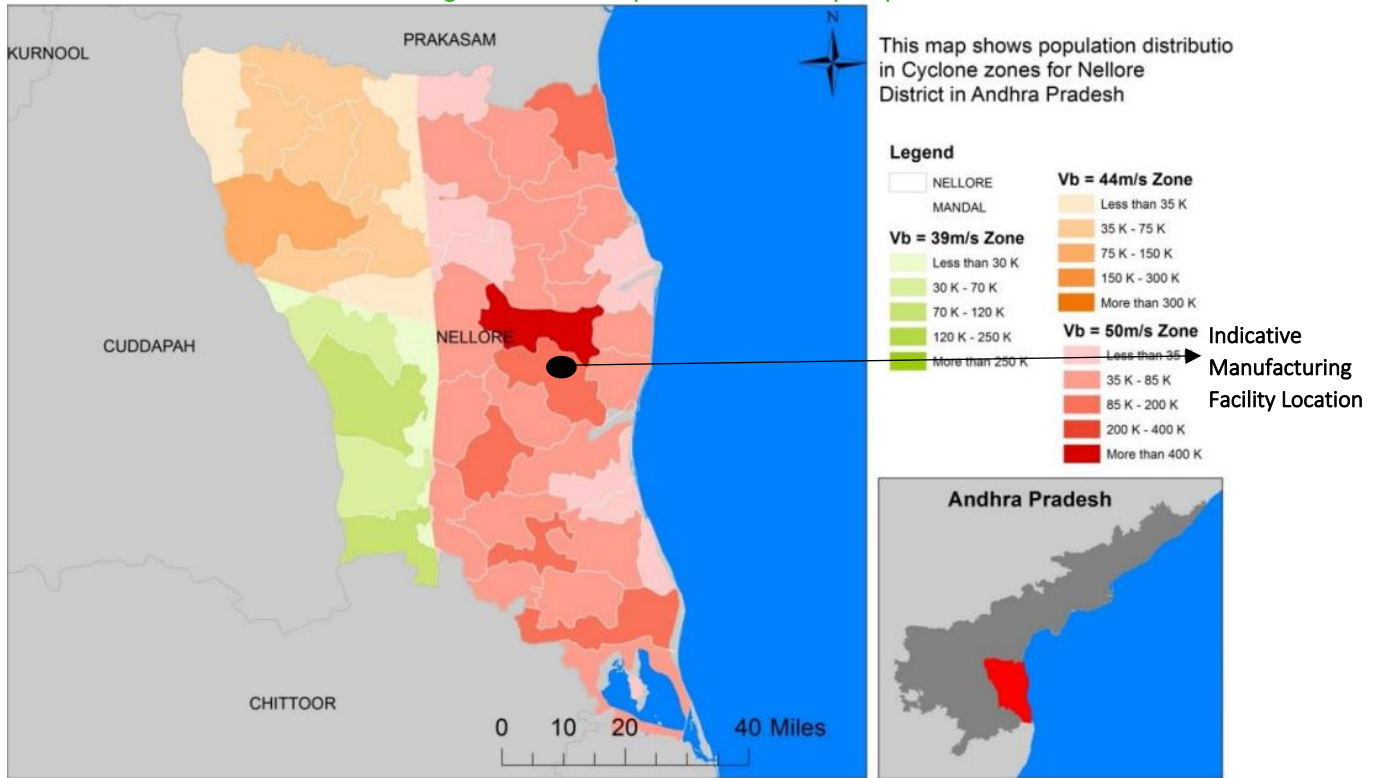 KURNOOL
PRAKASAM
N
CUDDAPAH
NELLORE
CHITTOOR
0 10 20 40 Miles
This map shows population distributio
in Cyclone zones for Nellore
District in Andhra Pradesh
Legend
NELLORE
MANDAL
Vb = 39m/s Zone
Less than 30 K
30 K - 70 K
70 K - 120 K
120 K - 250 K
More than 250 K
Vb = 44m/s Zone
Less than 35 K
35 K - 75 K
75 K - 150 K
150 K - 300 K
More than 300 K
Vb = 50m/s Zone
Less than 35
35 K - 85 K
85 K - 200 K
200 K - 400 K
More than 400 K
Indicative
Manufacturing
Facility Location
Andhra Pradesh